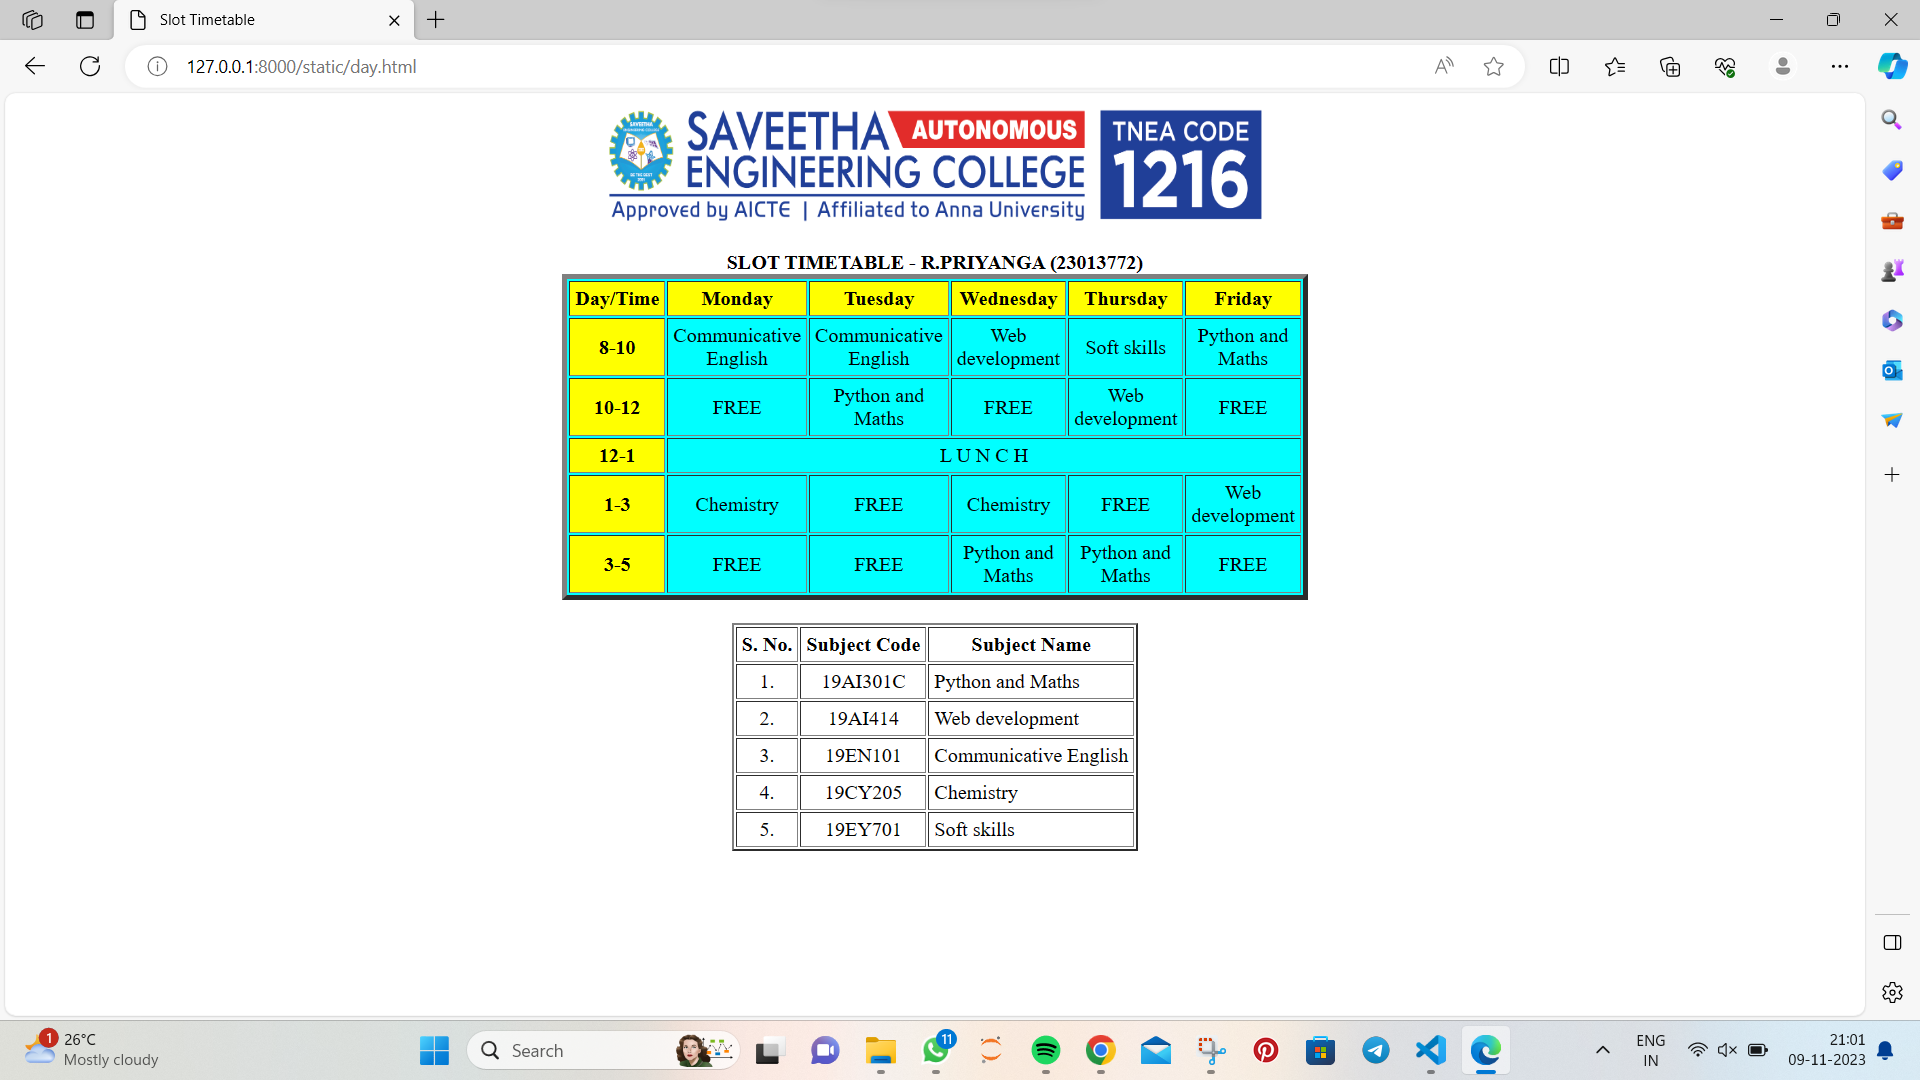 Slot Timetable
127.0.0.1:8000/static/day.html
SAVEETHA AUTONOMOUS
ENGINEERING COLLEGE
Approved by AICTE | Affiliated to Anna University
TNEA CODE
1216
SLOT TIMETABLE - R.PRIYANGA (23013772)
Day/Time Monday Tuesday Wednesday Thursday Friday
8-10 Communicative English Communicative English Web development Soft skills Python and Maths
10-12 FREE Python and Maths FREE Web development FREE
12-1 L U N C H
1-3 Chemistry FREE Chemistry FREE Web development
3-5 FREE FREE Python and Maths Python and Maths FREE
S. No. Subject Code Subject Name
1. 19AI301C Python and Maths
2. 19AI414 Web development
3. 19EN101 Communicative English
4. 19CY205 Chemistry
5. 19EY701 Soft skills
1 26°C
Mostly cloudy
Search
11
ENG
IN
21:01
09-11-2023